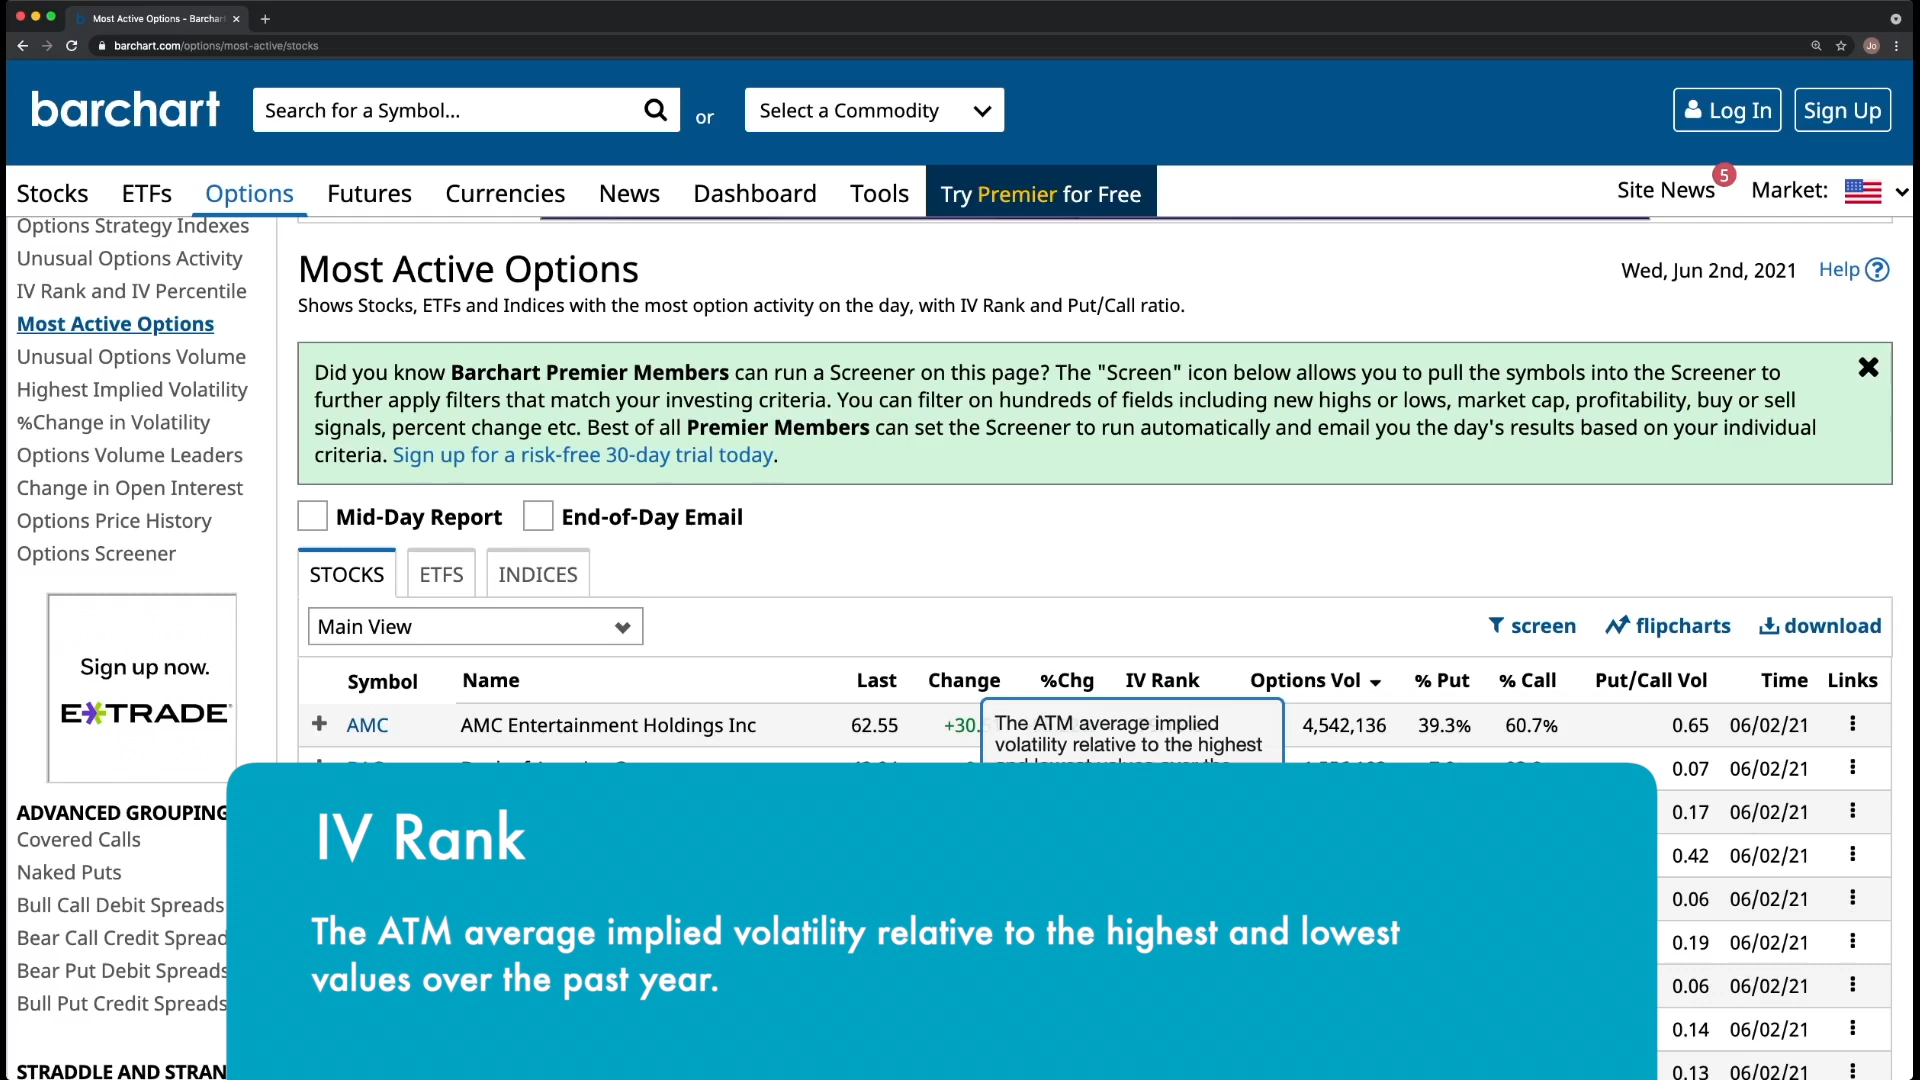 Most Active Options - Barchar
barchart.com/options/most-active/stocks
Jo
barchart
Search for a Symbol...
or
Select a Commodity
Log In
Sign Up
Stocks
ETFs
Options
Futures
Currencies
News
Dashboard
Tools
Try Premier for Free
Site News
5
Market:
Options Strategy Indexes
Unusual Options Activity
IV Rank and IV Percentile
Most Active Options
Unusual Options Volume
Highest Implied Volatility
%Change in Volatility
Options Volume Leaders
Change in Open Interest
Options Price History
Options Screener
Sign up now.
E*TRADE
ADVANCED GROUPING
Covered Calls
Naked Puts
Bull Call Debit Spreads
Bear Call Credit Spread
Bear Put Debit Spreads
Bull Put Credit Spreads
STRADDLE AND STRAN
Most Active Options
Wed, Jun 2nd, 2021
Help ?
Shows Stocks, ETFs and Indices with the most option activity on the day, with IV Rank and Put/Call ratio.
Did you know Barchart Premier Members can run a Screener on this page? The "Screen" icon below allows you to pull the symbols into the Screener to
further apply filters that match your investing criteria. You can filter on hundreds of fields including new highs or lows, market cap, profitability, buy or sell
signals, percent change etc. Best of all Premier Members can set the Screener to run automatically and email you the day's results based on your individual
criteria. Sign up for a risk-free 30-day trial today.
Mid-Day Report
End-of-Day Email
STOCKS
ETFS
INDICES
Main View
screen
flipcharts
download
Symbol Name Last Change %Chg IV Rank Options Vol % Put % Call Put/Call Vol Time Links
AMC AMC Entertainment Holdings Inc 62.55 +30. 4,542,136 39.3% 60.7% 0.65 06/02/21
The ATM average implied
volatility relative to the highest
0.07 06/02/21
0.17 06/02/21
0.42 06/02/21
0.06 06/02/21
0.19 06/02/21
0.06 06/02/21
0.14 06/02/21
0.13 06/02/21
IV Rank
The ATM average implied volatility relative to the highest and lowest
values over the past year.